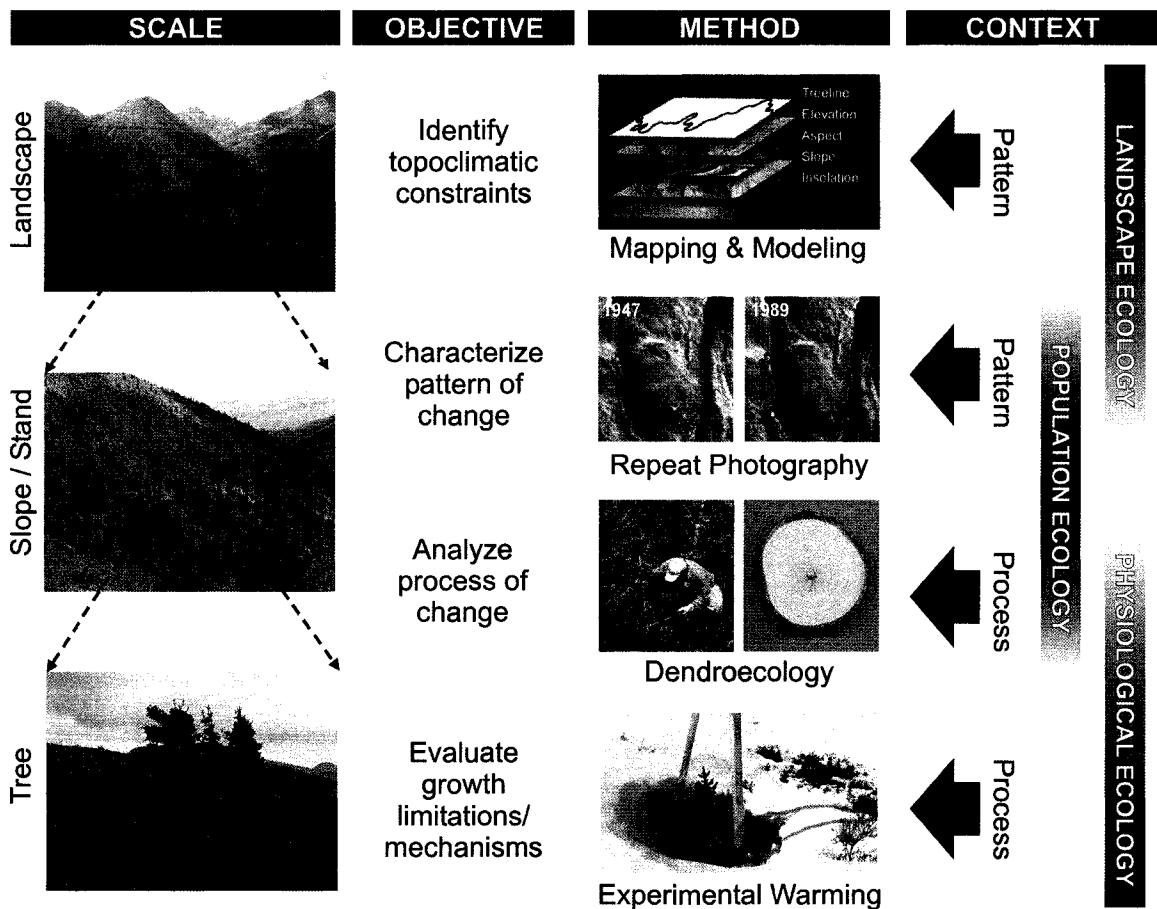 SCALE
OBJECTIVE
METHOD
CONTEXT
Landscape
Identify
topoclimatic
constraints
Treeline
Elevation
Aspect
Slope
Insolation
Mapping & Modeling
Pattern
LANDSCAPE ECOLOGY
Slope / Stand
Characterize
pattern of
change
1947
1989
Repeat Photography
Pattern
POPULATION ECOLOGY
Analyze
process of
change
Dendroecology
Process
PHYSIOLOGICAL ECOLOGY
Tree
Evaluate
growth
limitations/
mechanisms
Experimental Warming
Process